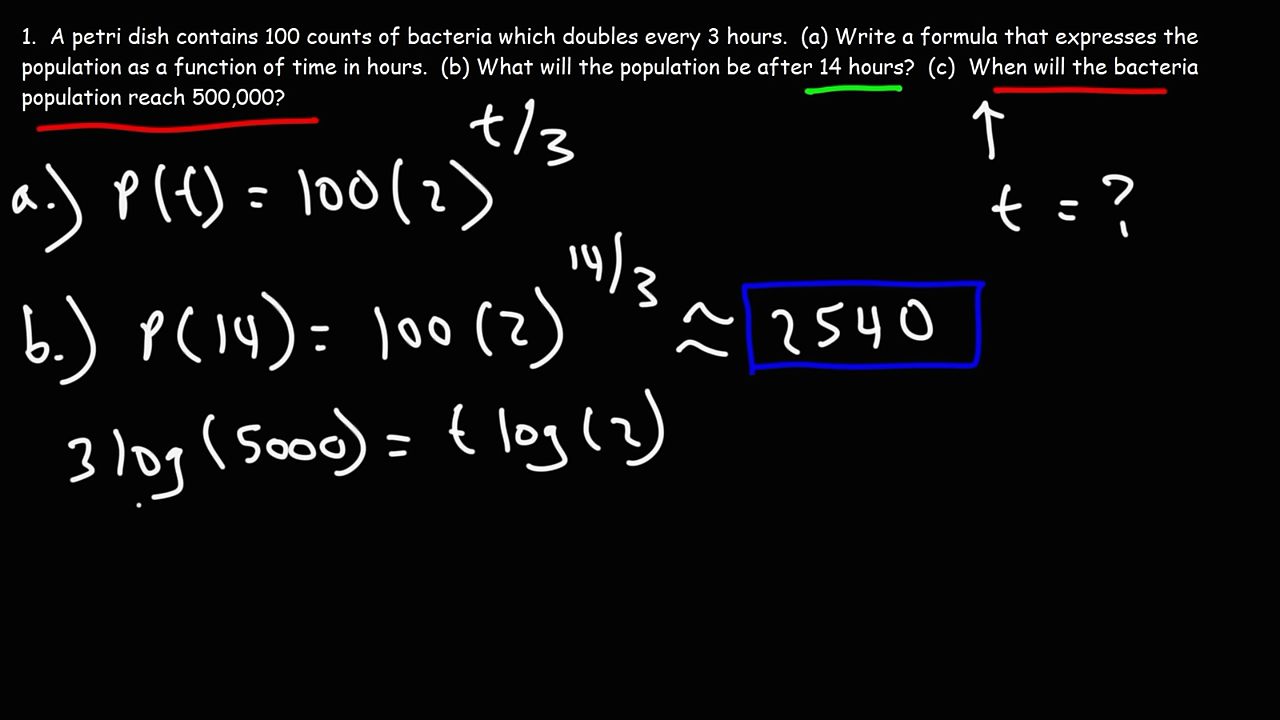 1. A petri dish contains 100 counts of bacteria which doubles every 3 hours. (a) Write a formula that expresses the
population as a function of time in hours. (b) What will the population be after 14 hours? (c) When will the bacteria
population reach 500,000?
a.) P(t) = 100(2)^{t/3}
t = ?
b.) P(14) = 100(2)^{14/3} ≈ 2540
3 log(5000) = t log(2)